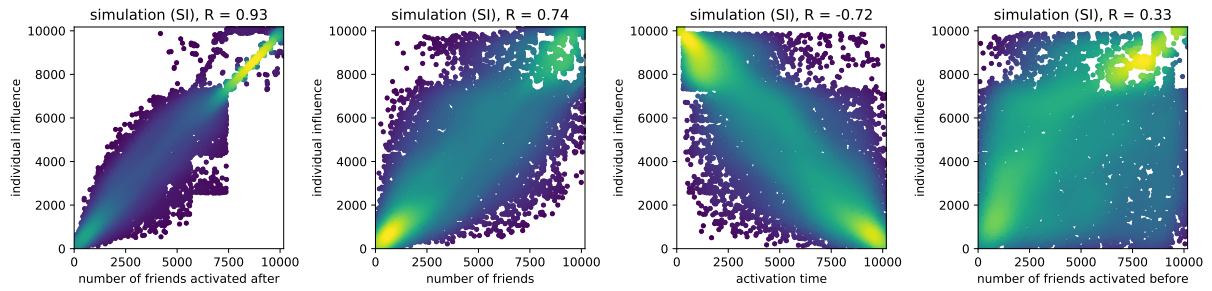 simulation (SI), R = 0.93
individual influence
10000
8000
6000
4000
2000
0
0 2500 5000 7500 10000
number of friends activated after
simulation (SI), R = 0.74
individual influence
10000
8000
6000
4000
2000
0
0 2500 5000 7500 10000
number of friends
simulation (SI), R = -0.72
individual influence
10000
8000
6000
4000
2000
0
0 2500 5000 7500 10000
activation time
simulation (SI), R = 0.33
individual influence
10000
8000
6000
4000
2000
0
0 2500 5000 7500 10000
number of friends activated before